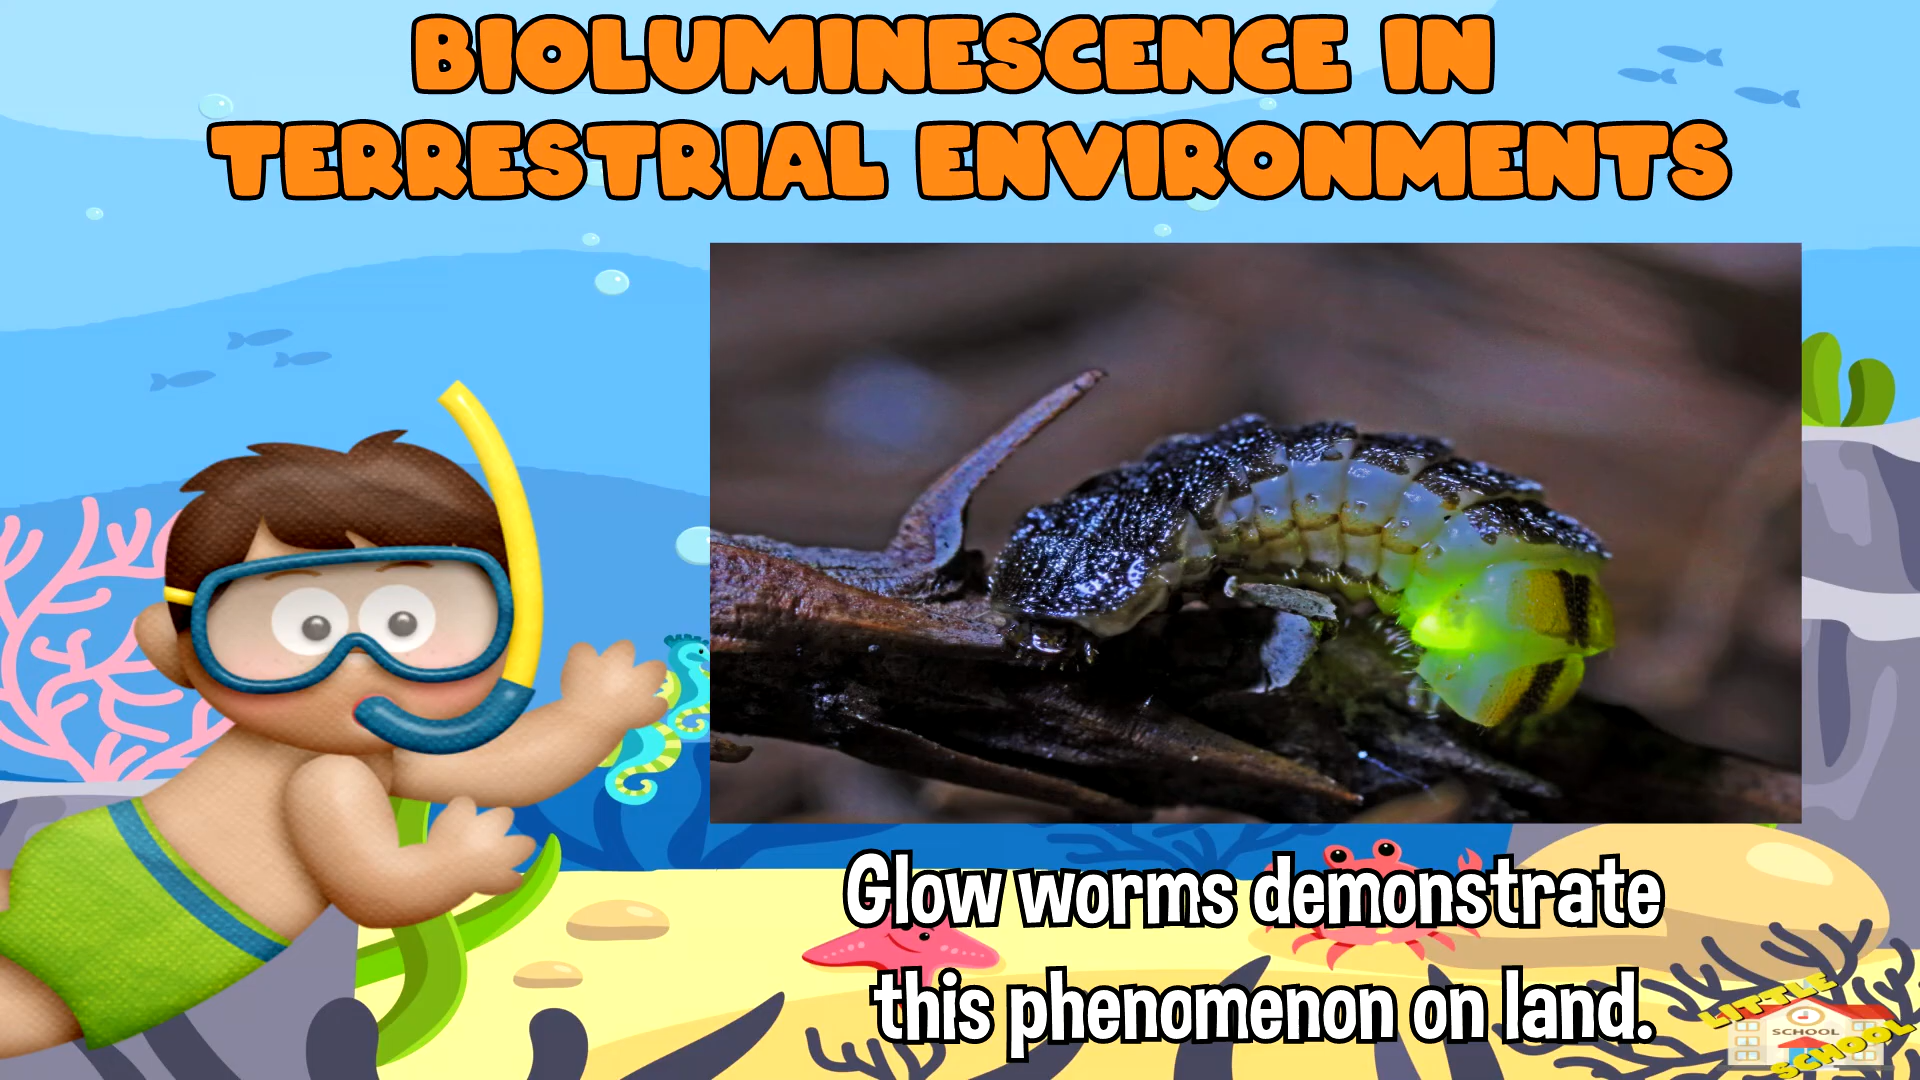 BIOLUMINESCENCE IN
TERRESTRIAL ENVIRONMENTS
Glow worms demonstrate
this phenomenon on land.
LITTLE
SCHOOL
SCHOOL